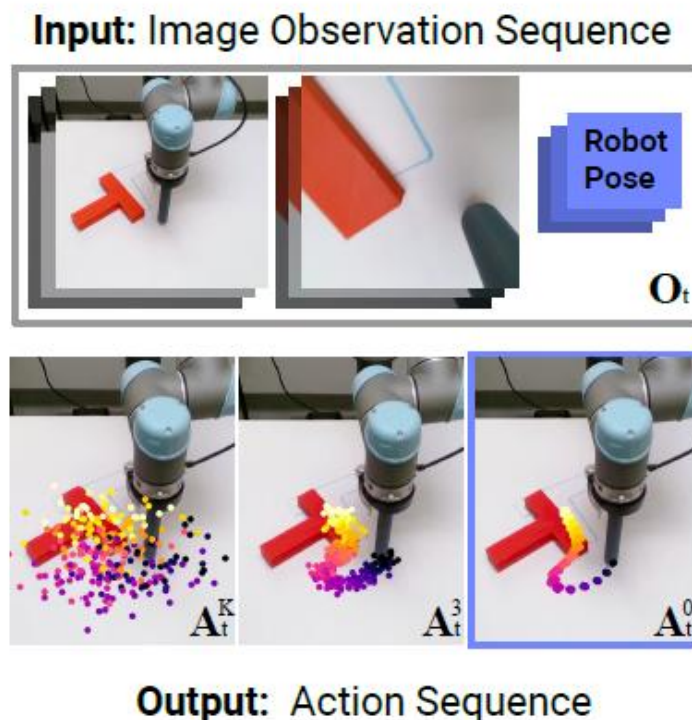 Input: Image Observation Sequence
Robot
Pose
Oₜ
Aₜᴷ
Aₜ³
Aₜ⁰
Output: Action Sequence